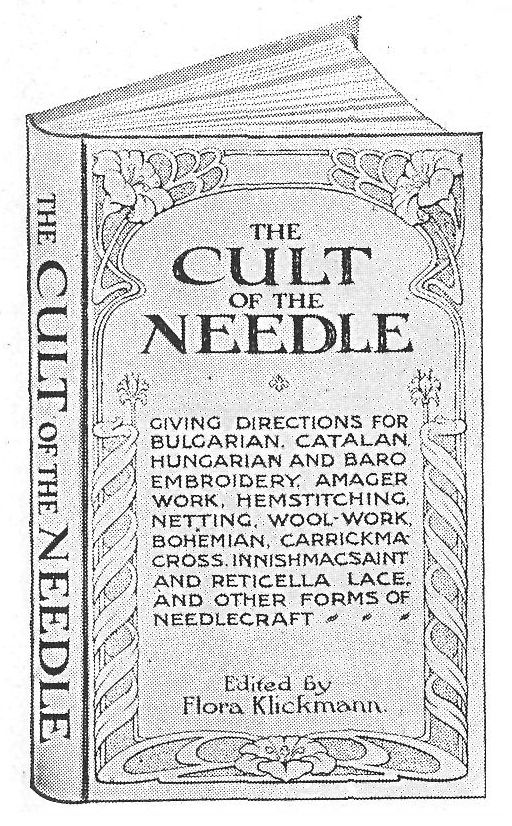 THE CULT OF THE NEEDLE
THE
CULT
OF THE
NEEDLE
GIVING DIRECTIONS FOR
BULGARIAN, CATALAN,
HUNGARIAN AND BARO
EMBROIDERY, AMAGER
WORK, HEMSTITCHING,
NETTING, WOOL-WORK,
BOHEMIAN, CARRICKMA-
CROSS, INNISHMACSAINT
AND RETICELLA LACE,
AND OTHER FORMS OF
NEEDLECRAFT
Edited By
Flora Klickmann.